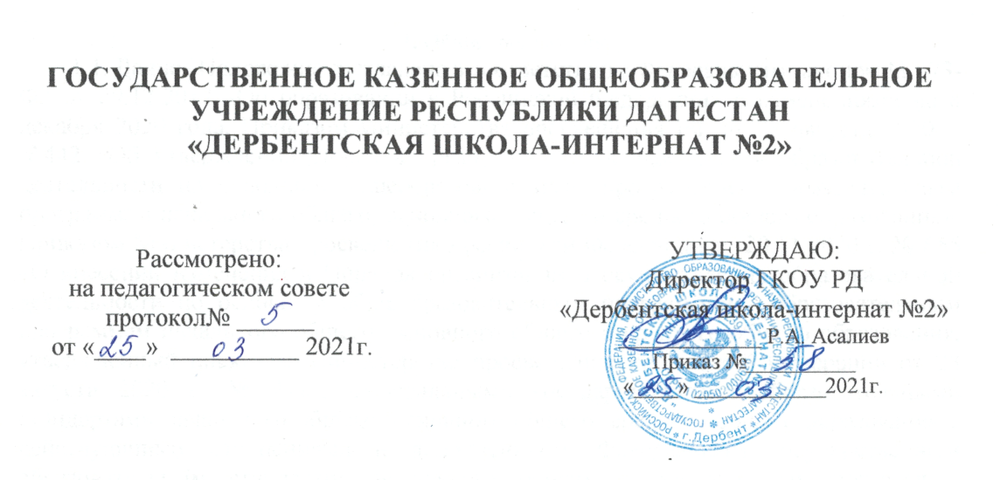 ГОСУДАРСТВЕННОЕ КАЗЕННОЕ ОБЩЕОБРАЗОВАТЕЛЬНОЕ
УЧРЕЖДЕНИЕ РЕСПУБЛИКИ ДАГЕСТАН
«ДЕРБЕНТСКАЯ ШКОЛА-ИНТЕРНАТ №2»
Рассмотрено:
на педагогическом совете
протокол№ 5
от «25» 03 2021г.
УТВЕРЖДАЮ:
Директор ГКОУ РД
«Дербентская школа-интернат №2»
Р.А. Асалиев
Приказ № 58
«25» 03 2021г.
г.Дербент